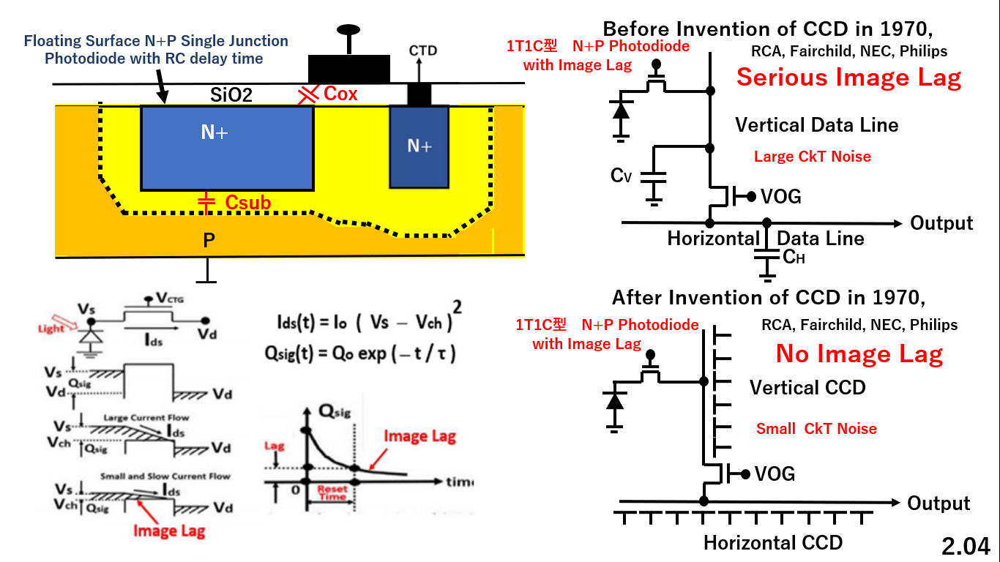 Floating Surface N+P Single Junction
Photodiode with RC delay time
CTD
SiO2
Cox
N+
N+
Csub
P
Before Invention of CCD in 1970,
1T1C型 N+P Photodiode
with Image Lag
RCA, Fairchild, NEC, Philips
Serious Image Lag
Vertical Data Line
Large CkT Noise
CV
VOG
Output
Horizontal Data Line
CH
Vs
VCTG
Light
Ids
Vd
Vs
Qsig
Vd
Vd
Large Current Flow
Vs
Ids
Vch
Qsig
Vd
Small and Slow Current Flow
Vs
Ids
Vch
Qsig
Vd
Image Lag
Ids(t) = Io ( Vs − Vch )2
Qsig(t) = Qo exp (− t / τ )
Qsig
Image Lag
Lag
0
Reset
Time
time
After Invention of CCD in 1970,
1T1C型 N+P Photodiode
with Image Lag
RCA, Fairchild, NEC, Philips
No Image Lag
Vertical CCD
Small CkT Noise
VOG
Output
Horizontal CCD
2.04